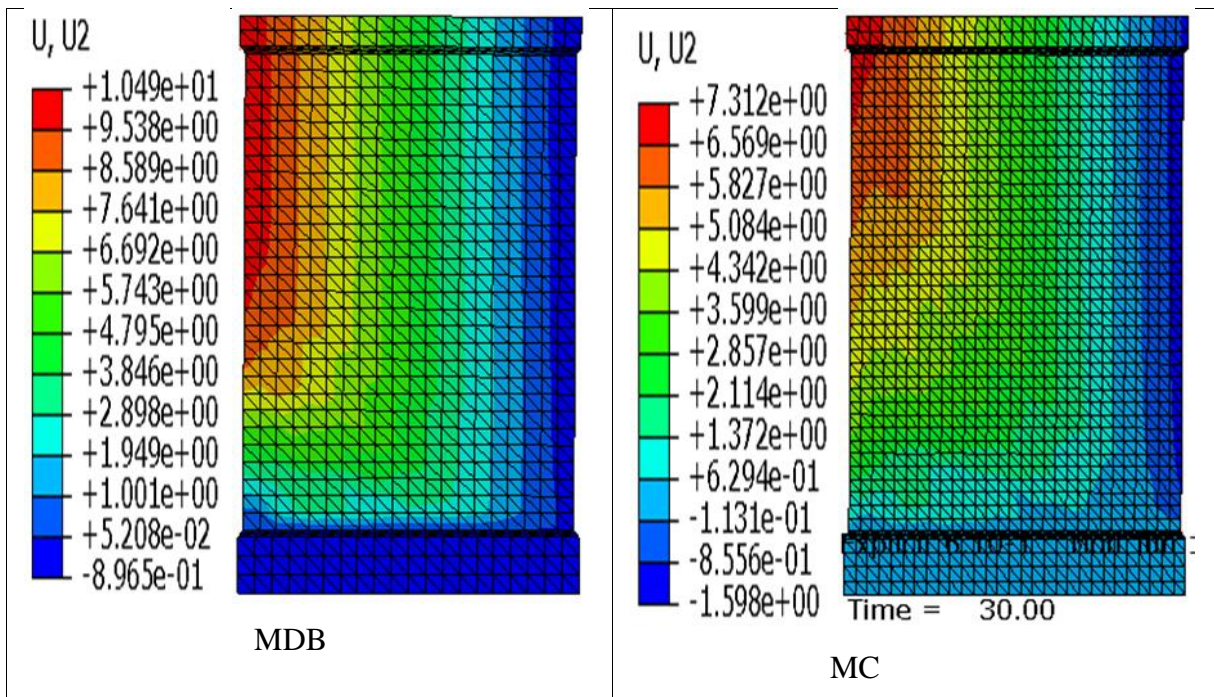 U, U2
+1.049e+01
+9.538e+00
+8.589e+00
+7.641e+00
+6.692e+00
+5.743e+00
+4.795e+00
+3.846e+00
+2.898e+00
+1.949e+00
+1.001e+00
+5.208e-02
-8.965e-01
MDB
U, U2
+7.312e+00
+6.569e+00
+5.827e+00
+5.084e+00
+4.342e+00
+3.599e+00
+2.857e+00
+2.114e+00
+1.372e+00
+6.294e-01
-1.131e-01
-8.556e-01
-1.598e+00
Time = 30.00
MC